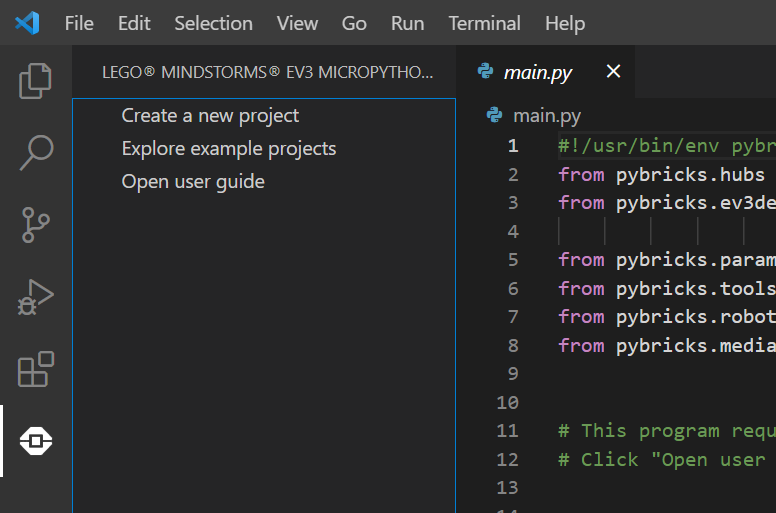 File Edit Selection View Go Run Terminal Help
LEGO® MINDSTORMS® EV3 MICROPYTHO...
Create a new project
Explore example projects
Open user guide
main.py
main.py
1 #!/usr/bin/env pybr
2 from pybricks.hubs
3 from pybricks.ev3de
4
5 from pybricks.param
6 from pybricks.tools
7 from pybricks.robot
8 from pybricks.media
9
10
11 # This program requ
12 # Click "Open user
13